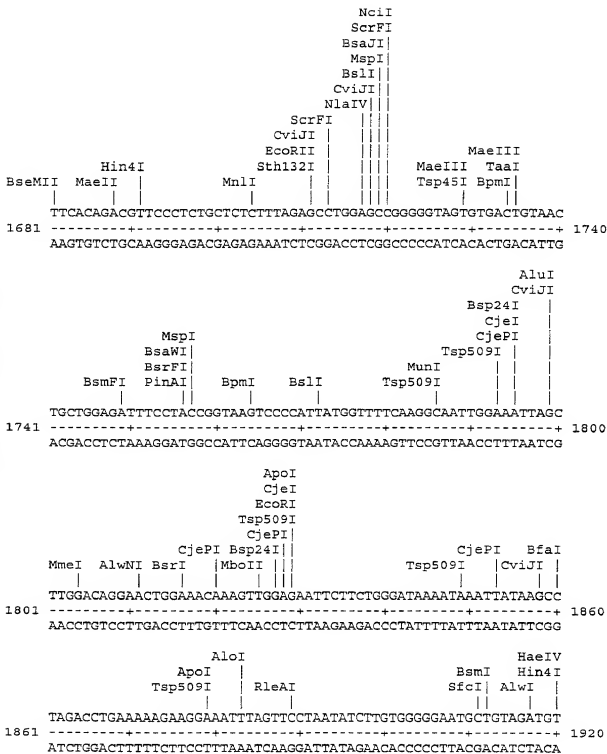 NciI
ScrFI
BsaJI
MspI
BslI
CviJI
NlaIV
ScrFI
CviJI
EcoRII MaeIII
Hin4I Sth132I MaeIII TaaI
BseMII MaeII MnlI Tsp45I BpmI
TTCACAGACGTTCCCTCTGCTCTCTTTAGAGCCTGGAGCCGGGGGTAGTGTGACTGTAAC
1681 ---------+---------+---------+---------+---------+---------+ 1740
AAGTGTCTGCAAGGGAGACGAGAGAAATCTCGGACCTCGGCCCCCATCACACTGACATTG
AluI
CviJI
Bsp24I
MspI CjeI
BsaWI CjePI
BsrFI MunI Tsp509I
BsmFI PinAI BpmI BslI Tsp509I
TGCTGGAGATTTCCTACCGGTAAGTCCCCATTATGGTTTTCAAGGCAATTGGAAATTAGC
1741 ---------+---------+---------+---------+---------+---------+ 1800
ACGACCTCTAAAGGATGGCCATTCAGGGGTAATACCAAAAGTTCCGTTAACCTTTAATCG
ApoI
CjeI
EcoRI
Tsp509I
CjePI
CjePI Bsp24I CjePI BfaI
MmeI AlwNI BsrI MboII Tsp509I CviJI
TTGGACAGGAACTGGAAACAAAGTTGGAGAATTCTTCTGGGATAAAATAAATTATAAGCC
1801 ---------+---------+---------+---------+---------+---------+ 1860
AACCTGTCCTTGACCTTTGTTTCAACCTCTTAAGAAGACCCTATTTTATTTAATATTCGG
AloI HaeIV
ApoI BsmI Hin4I
Tsp509I RleAI SfcI AlwI
TAGACCTGAAAAAGAAGGAAATTTAGTTCCTAATATCTTGTGGGGGAATGCTGTAGATGT
1861 ---------+---------+---------+---------+---------+---------+ 1920
ATCTGGACTTTTTCTTCCTTTAAATCAAGGATTATAGAACACCCCCTTACGACATCTACA